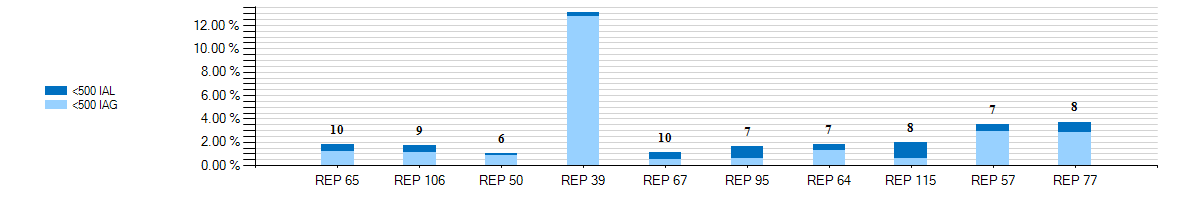 12.00 %
10.00 %
8.00 %
6.00 %
4.00 %
2.00 %
0.00 %
<500 IAL
<500 IAG
10
9
6
10
7
7
8
7
8
REP 65
REP 106
REP 50
REP 39
REP 67
REP 95
REP 64
REP 115
REP 57
REP 77